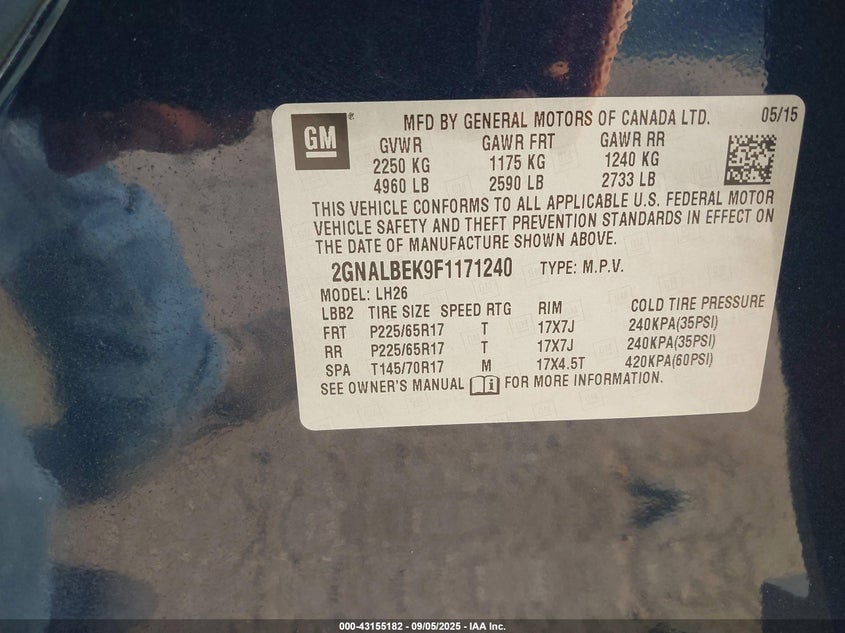 GM ®
MFD BY GENERAL MOTORS OF CANADA LTD. 05/15
GVWR GAWR FRT GAWR RR
2250 KG 1175 KG 1240 KG
4960 LB 2590 LB 2733 LB
THIS VEHICLE CONFORMS TO ALL APPLICABLE U.S. FEDERAL MOTOR
VEHICLE SAFETY AND THEFT PREVENTION STANDARDS IN EFFECT ON
THE DATE OF MANUFACTURE SHOWN ABOVE.
2GNALBEK9F1171240 TYPE: M.P.V.
MODEL: LH26
LBB2 TIRE SIZE SPEED RTG RIM COLD TIRE PRESSURE
FRT P225/65R17 T 17X7J 240KPA(35PSI)
RR P225/65R17 T 17X7J 240KPA(35PSI)
SPA T145/70R17 M 17X4.5T 420KPA(60PSI)
SEE OWNER'S MANUAL FOR MORE INFORMATION.
000-43155182 - 09/05/2025 - IAA Inc.